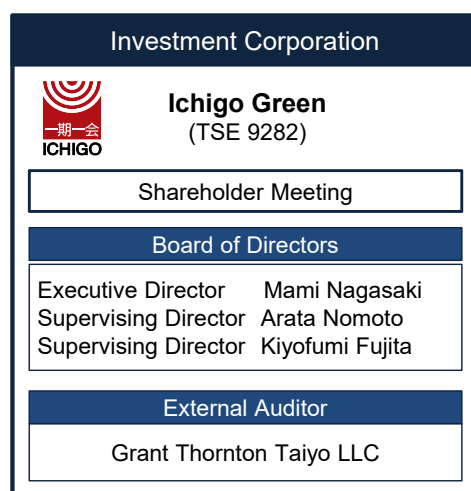 Investment Corporation
一期一会
ICHIGO
Ichigo Green
(TSE 9282)
Shareholder Meeting
Board of Directors
Executive Director Mami Nagasaki
Supervising Director Arata Nomoto
Supervising Director Kiyofumi Fujita
External Auditor
Grant Thornton Taiyo LLC